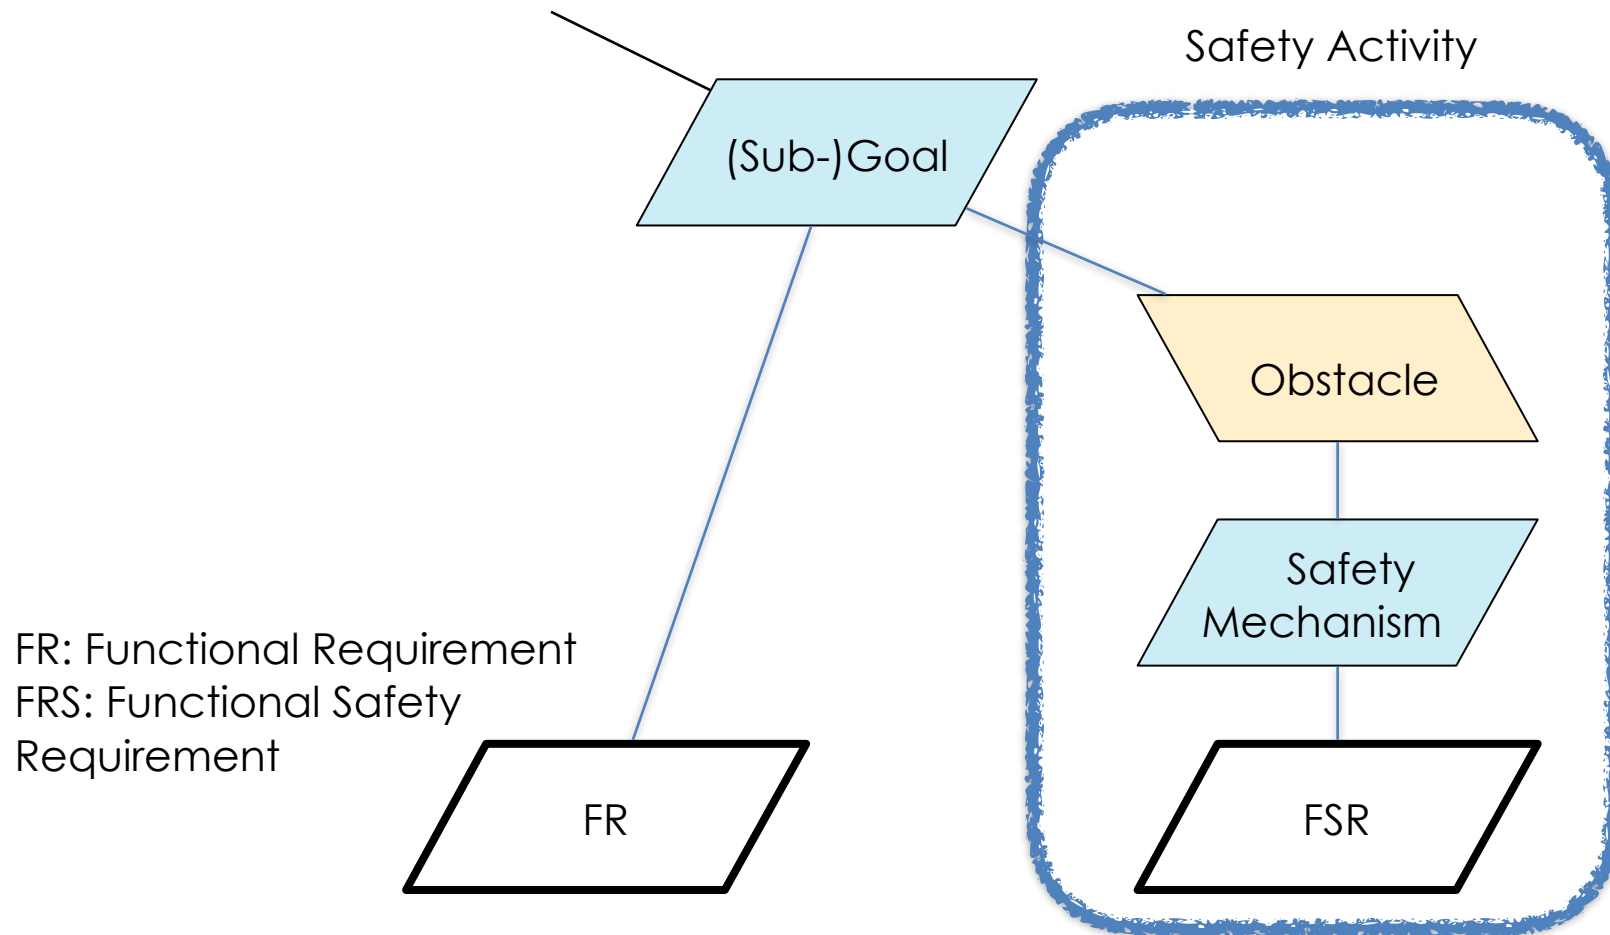 Safety Activity
(Sub-)Goal
Obstacle
Safety
Mechanism
FR: Functional Requirement
FRS: Functional Safety
Requirement
FR
FSR